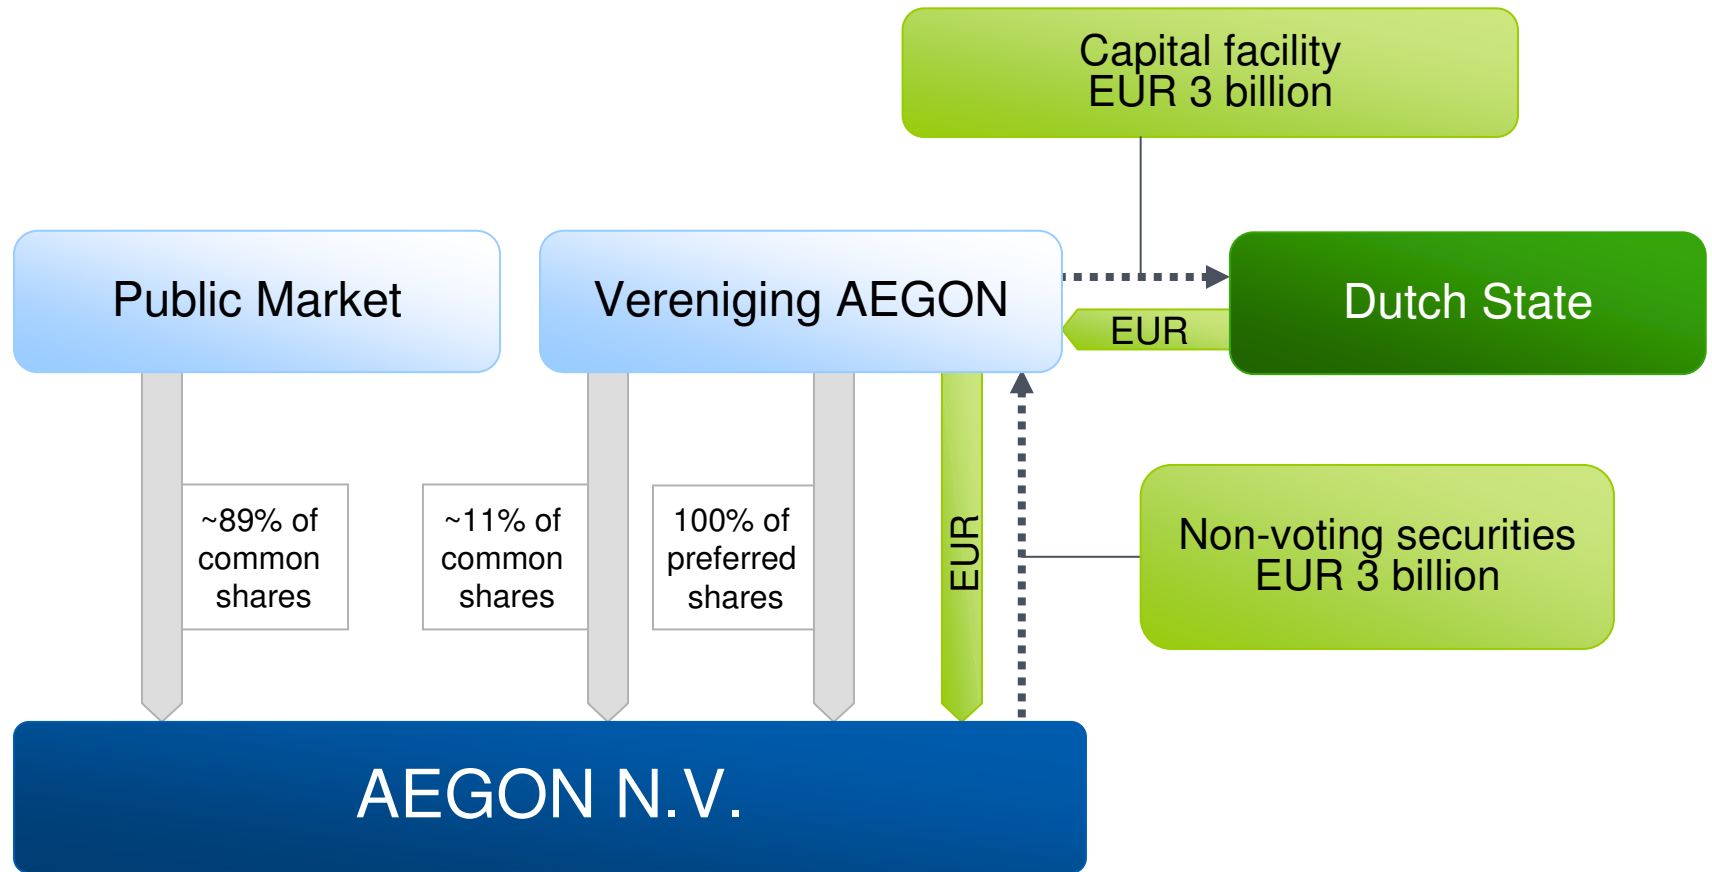 Capital facility
EUR 3 billion
Public Market
Vereniging AEGON
Dutch State
EUR
~89% of
common
shares
~11% of
common
shares
100% of
preferred
shares
EUR
Non-voting securities
EUR 3 billion
AEGON N.V.